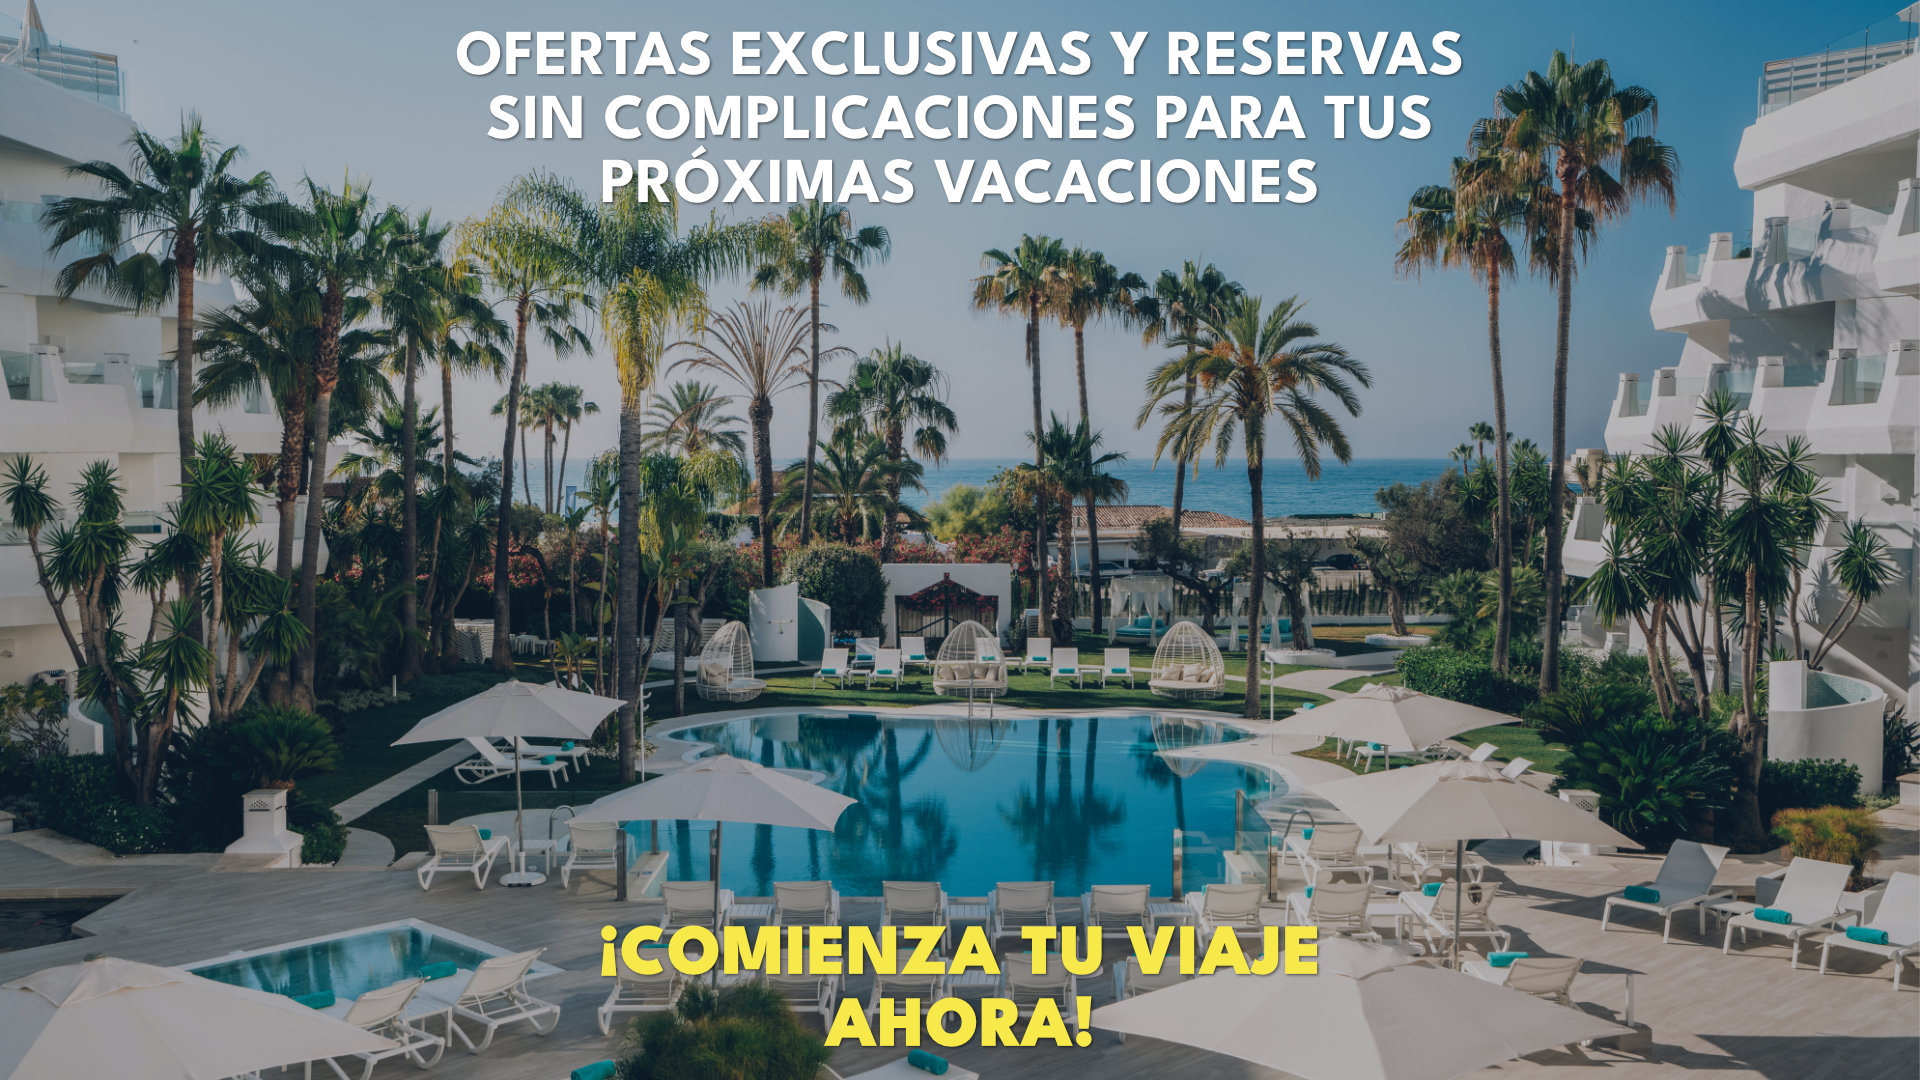 OFERTAS EXCLUSIVAS Y RESERVAS
SIN COMPLICACIONES PARA TUS
PRÓXIMAS VACACIONES
¡COMIENZA TU VIAJE
AHORA!